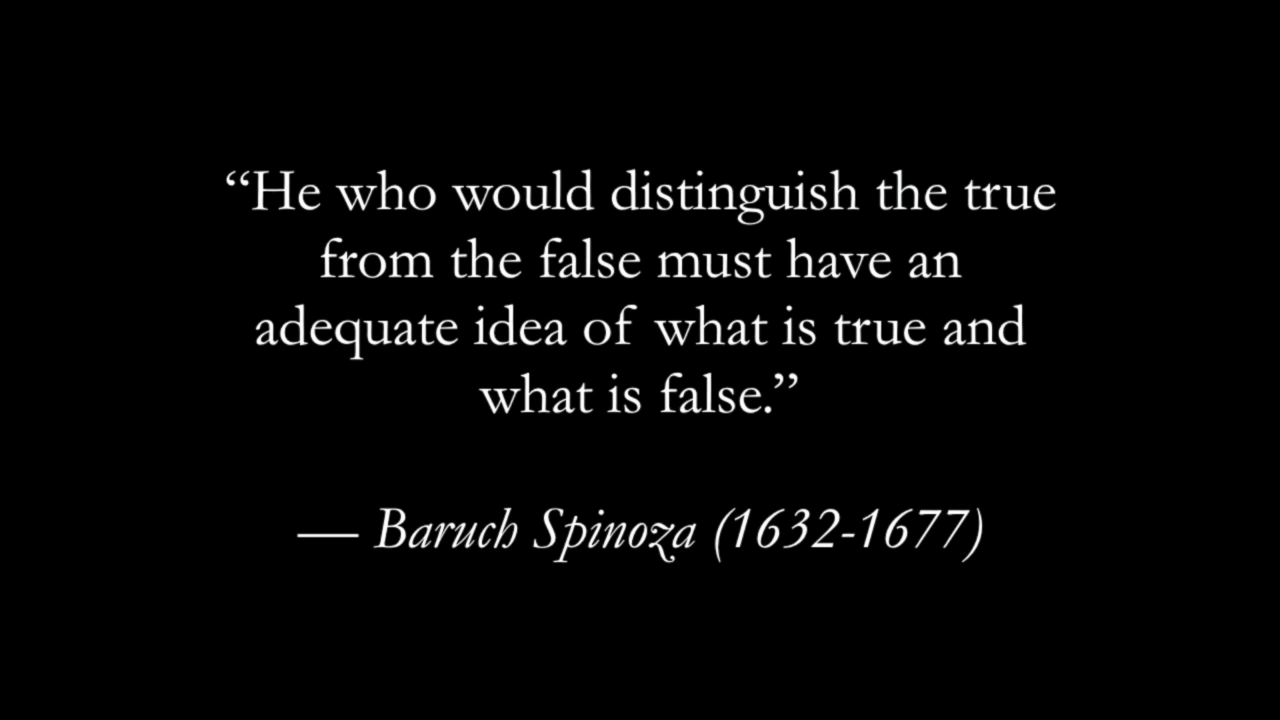 “He who would distinguish the true
from the false must have an
adequate idea of what is true and
what is false.”
— Baruch Spinoza (1632-1677)